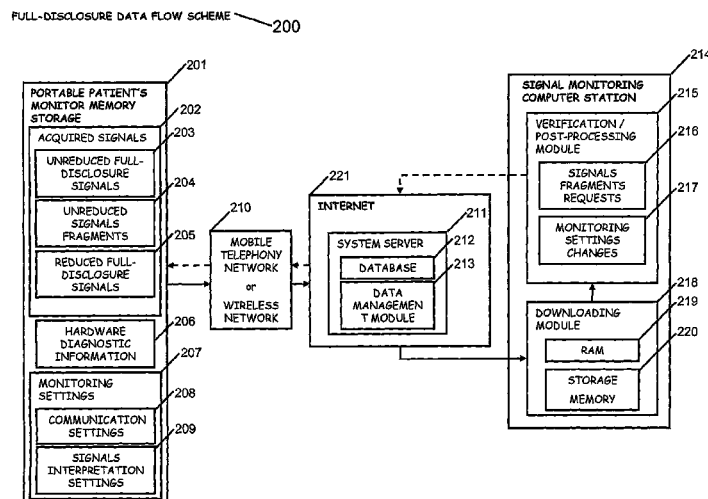 FULL-DISCLOSURE DATA FLOW SCHEME
200
201
PORTABLE PATIENT'S
MONITOR MEMORY
STORAGE
202
ACQUIRED SIGNALS
203
UNREDUCED FULL-
DISCLOSURE
SIGNALS
204
UNREDUCED
SIGNALS
FRAGMENTS
205
REDUCED FULL-
DISCLOSURE
SIGNALS
206
HARDWARE
DIAGNOSTIC
INFORMATION
207
MONITORING
SETTINGS
208
COMMUNICATION
SETTINGS
209
SIGNALS
INTERPRETATION
SETTINGS
210
MOBILE
TELEPHONY
NETWORK
or
WIRELESS
NETWORK
221
INTERNET
211
SYSTEM SERVER
212
DATABASE
213
DATA
MANAGEMEN
T MODULE
214
SIGNAL MONITORING
COMPUTER STATION
215
VERIFICATION /
POST-PROCESSING
MODULE
216
SIGNALS
FRAGMENTS
REQUESTS
217
MONITORING
SETTINGS
CHANGES
218
DOWNLOADING
MODULE
219
RAM
220
STORAGE
MEMORY